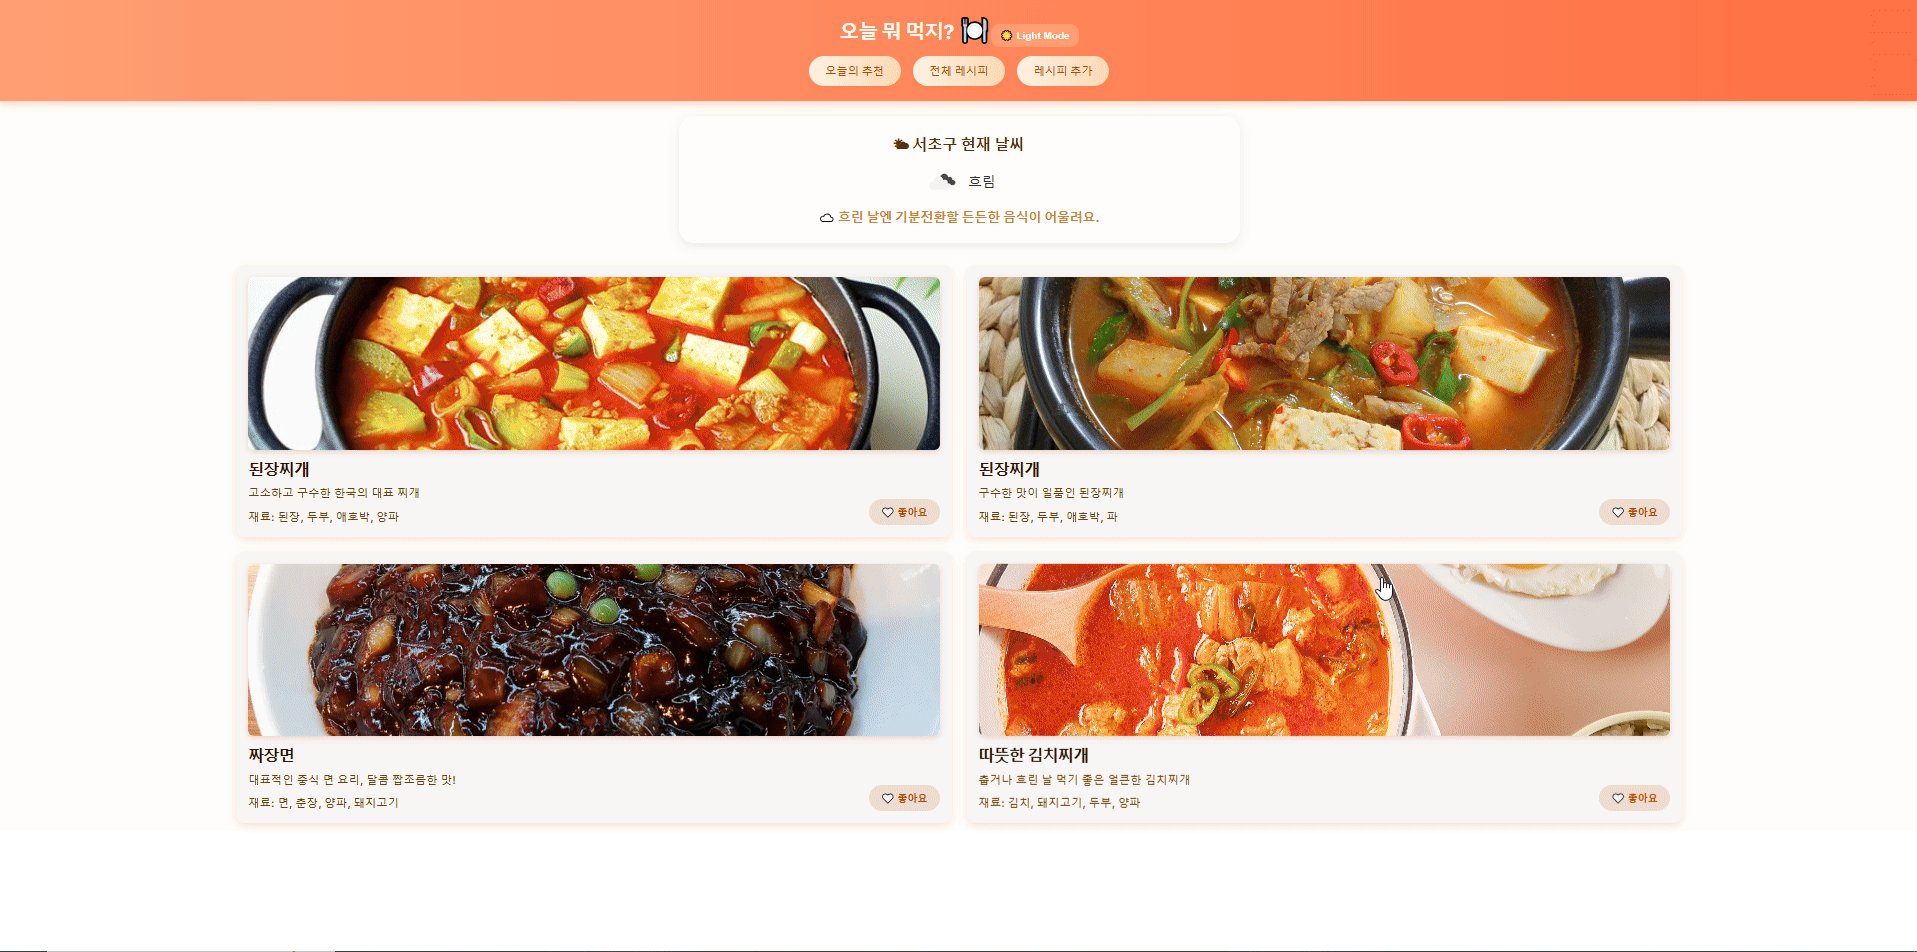 오늘 뭐 먹지? 🍽 🌞 Light Mode
오늘의 추천 전체 레시피 레시피 추가
🌥 서초구 현재 날씨
흐림
☁ 흐린 날엔 기분전환할 든든한 음식이 어울려요.
된장찌개
고소하고 구수한 한국의 대표 찌개
재료: 된장, 두부, 애호박, 양파
🤍 좋아요
된장찌개
구수한 맛이 일품인 된장찌개
재료: 된장, 두부, 애호박, 파
🤍 좋아요
짜장면
대표적인 중식 면 요리, 달콤 짭조름한 맛!
재료: 면, 춘장, 양파, 돼지고기
🤍 좋아요
따뜻한 김치찌개
춥거나 흐린 날 먹기 좋은 얼큰한 김치찌개
재료: 김치, 돼지고기, 두부, 양파
🤍 좋아요